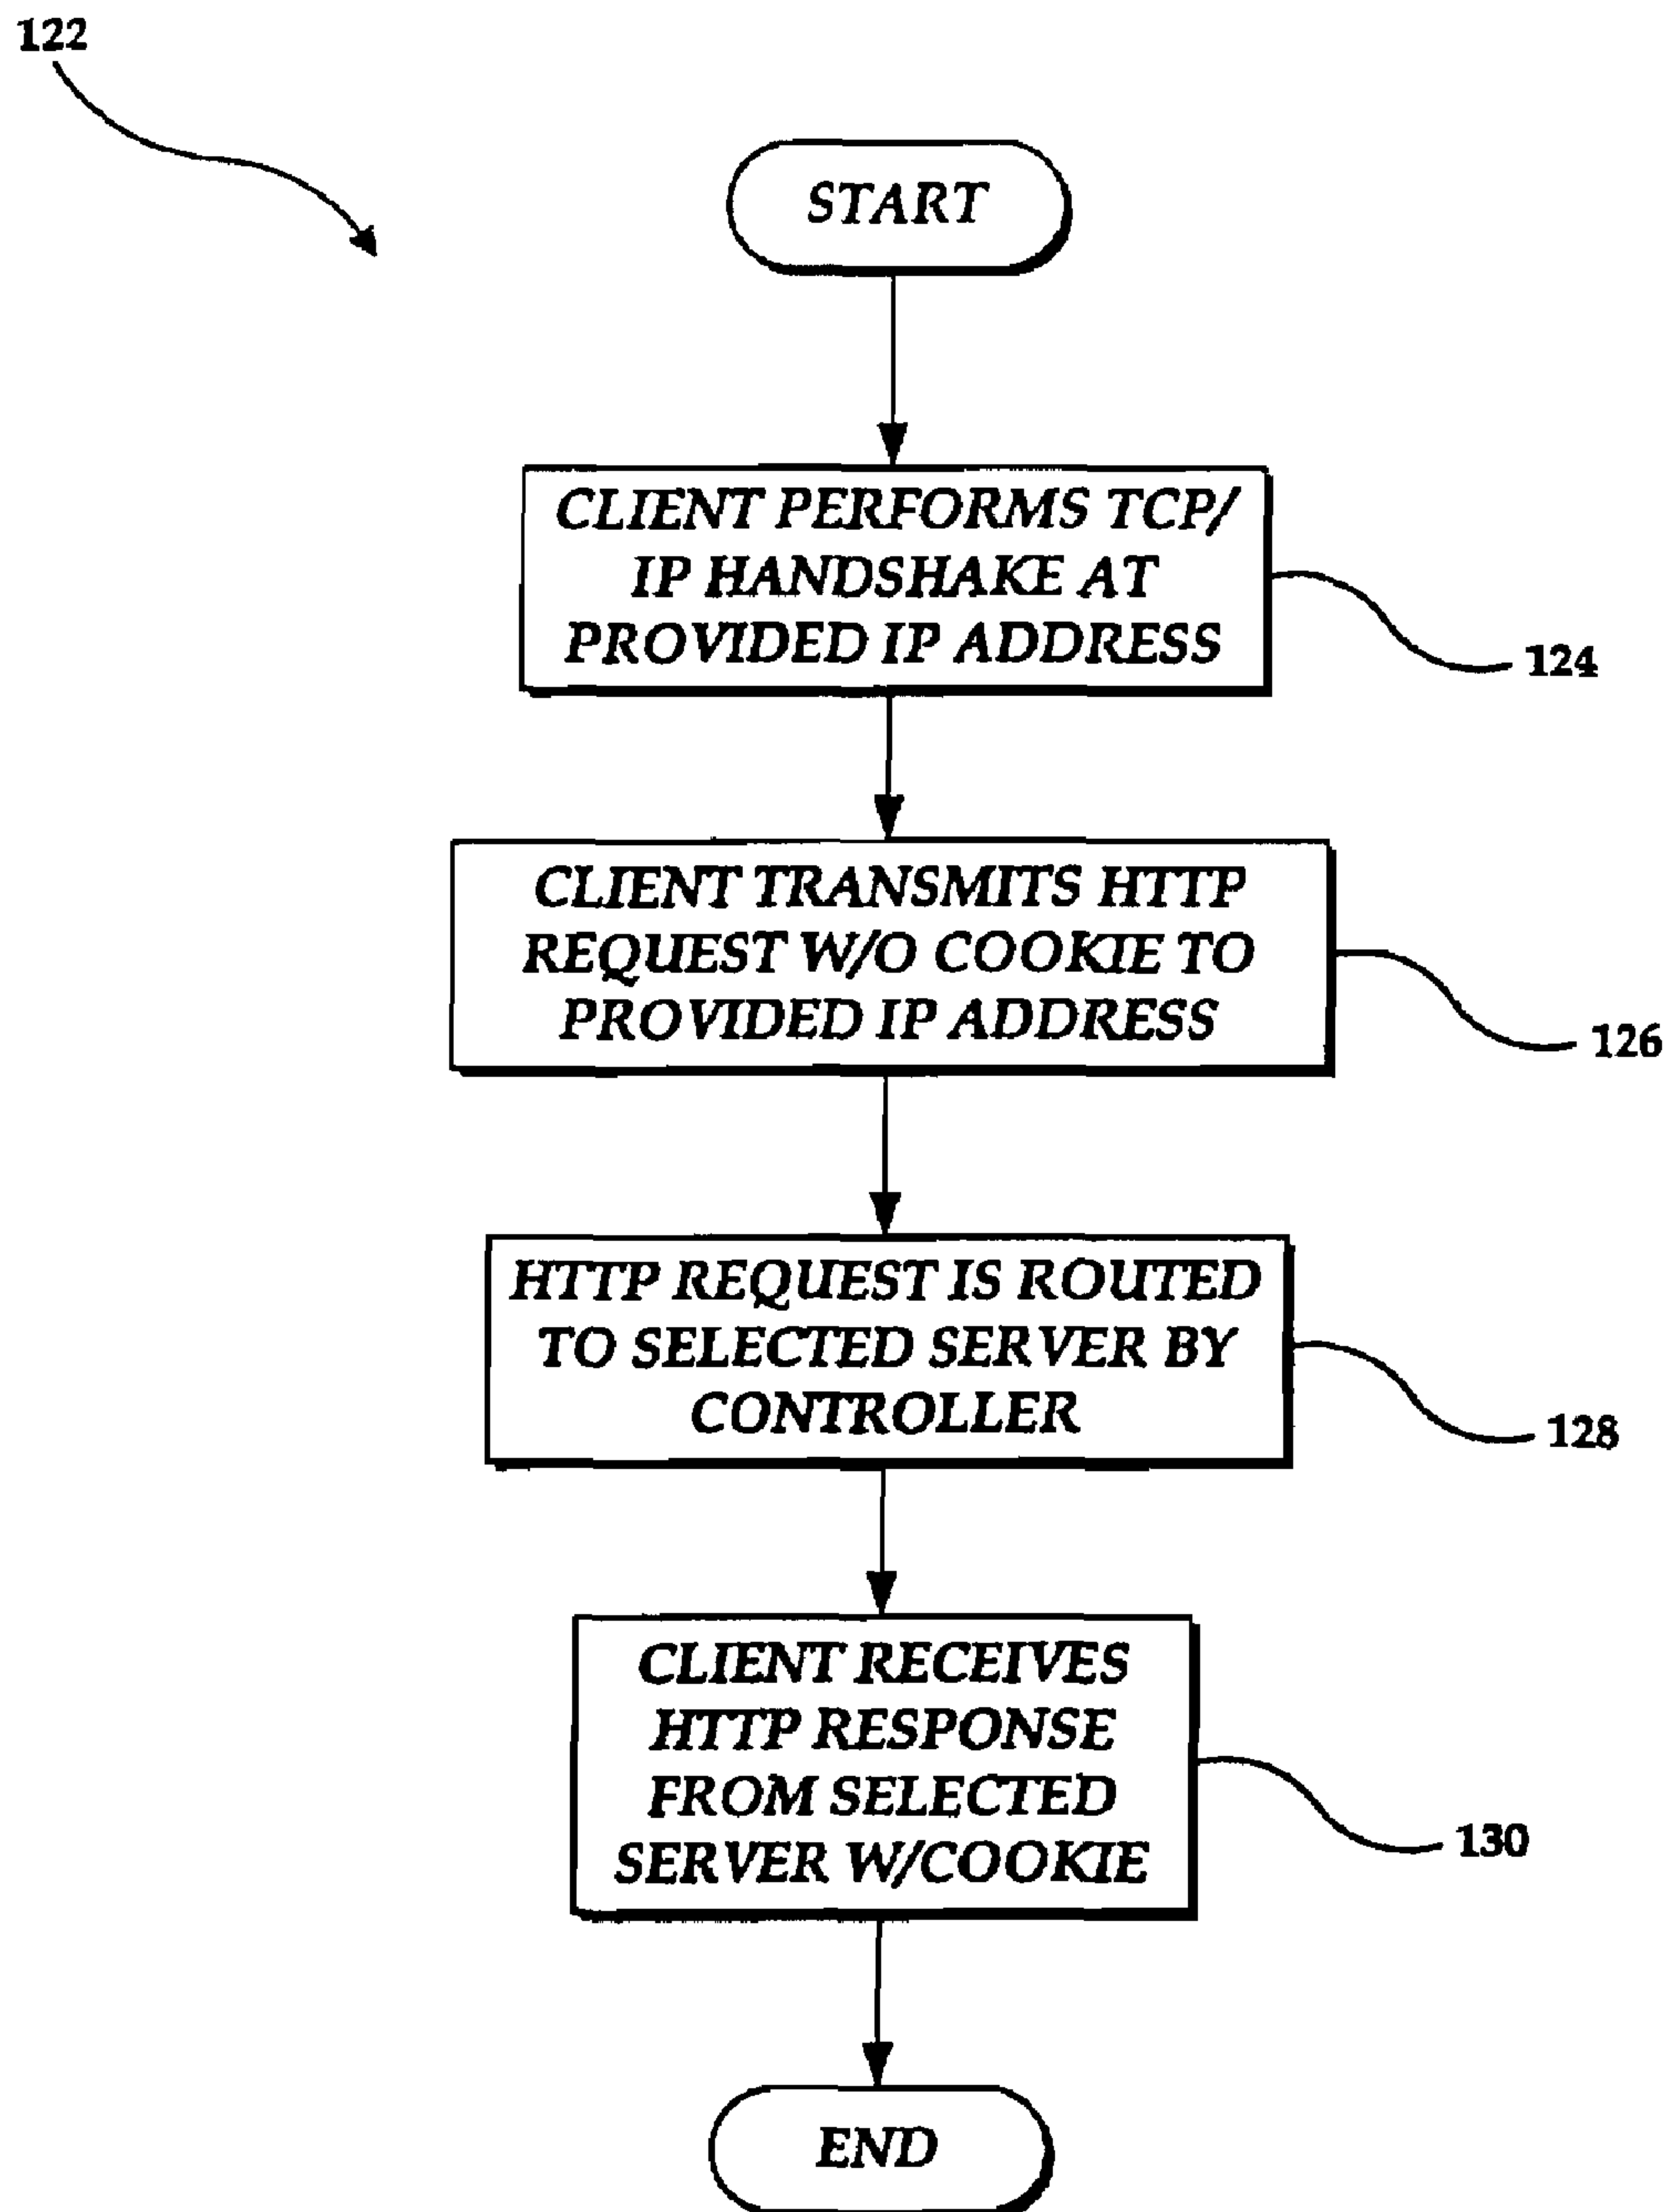 122
START
CLIENT PERFORMS TCP/
IP HANDSHAKE AT
PROVIDED IP ADDRESS
124
CLIENT TRANSMITS HTTP
REQUEST W/O COOKIE TO
PROVIDED IP ADDRESS
126
HTTP REQUEST IS ROUTED
TO SELECTED SERVER BY
CONTROLLER
128
CLIENT RECEIVES
HTTP RESPONSE
FROM SELECTED
SERVER W/COOKIE
130
END